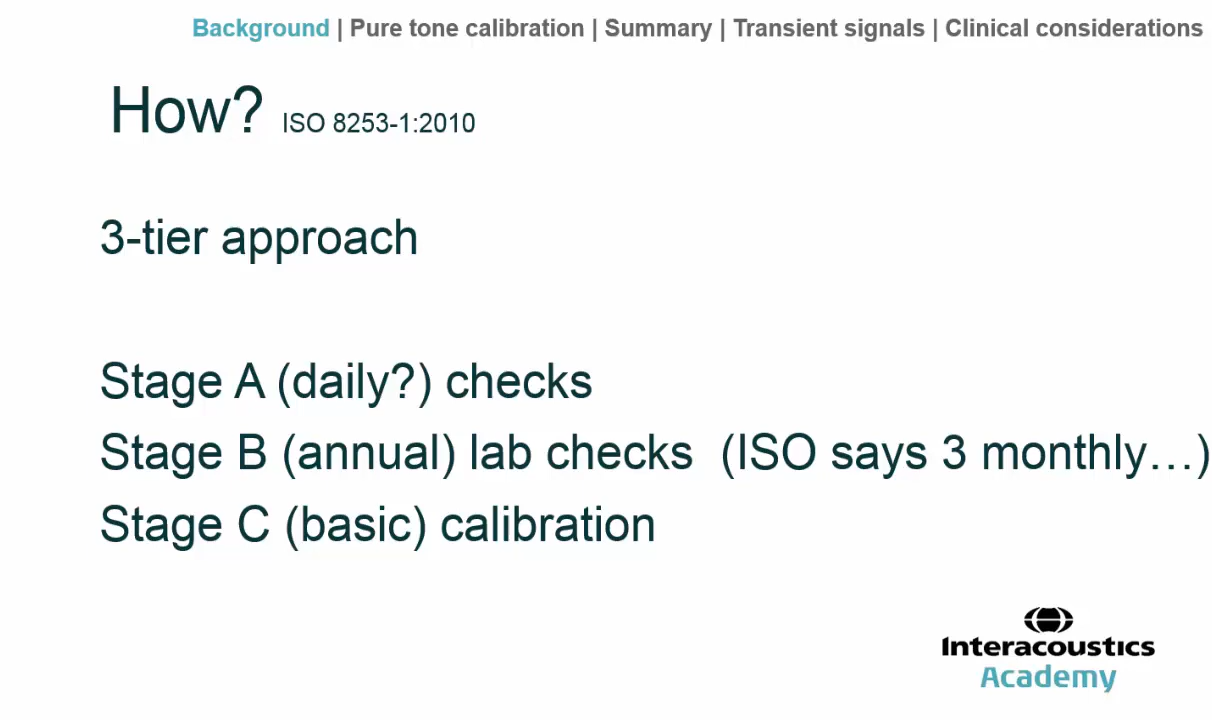 Background | Pure tone calibration | Summary | Transient signals | Clinical considerations
How? ISO 8253-1:2010
3-tier approach
Stage A (daily?) checks
Stage B (annual) lab checks (ISO says 3 monthly…)
Stage C (basic) calibration
Interacoustics
Academy